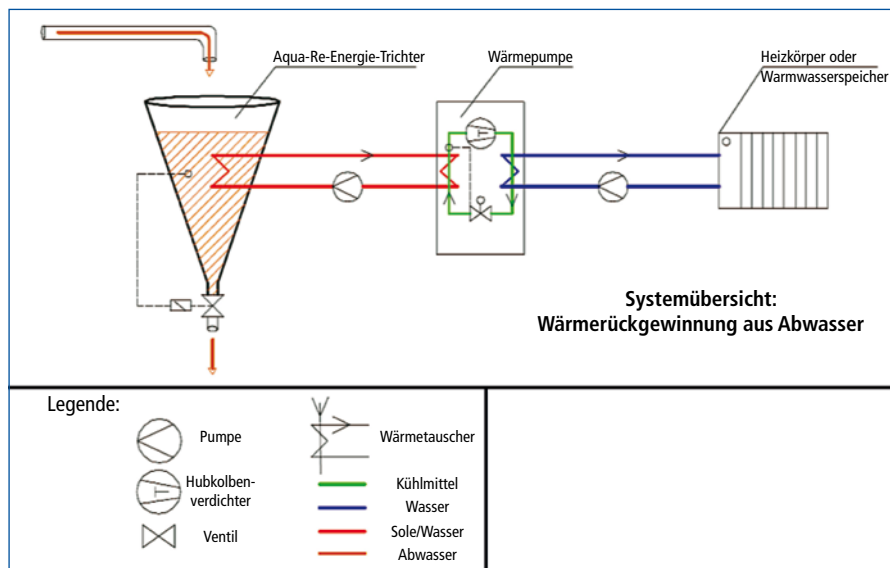 Aqua-Re-Energie-Trichter
Wärmepumpe
Heizkörper oder
Warmwasserspeicher
Systemübersicht:
Wärmerückgewinnung aus Abwasser
Legende:
Pumpe
Wärmetauscher
Hubkolben-
verdichter
Kühlmittel
Wasser
Ventil
Sole/Wasser
Abwasser